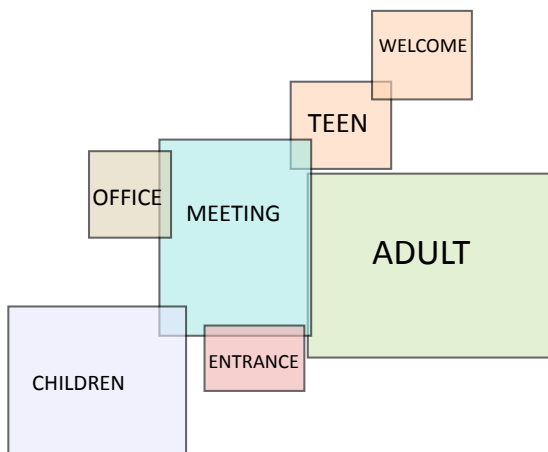 WELCOME
TEEN
OFFICE
MEETING
ADULT
ENTRANCE
CHILDREN